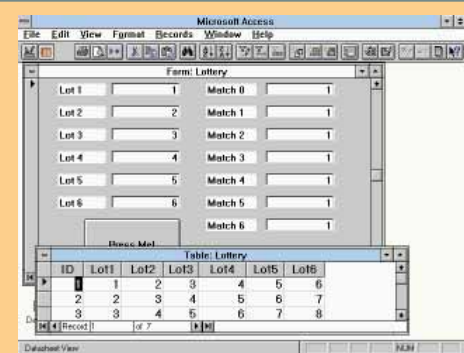 Microsoft Access
File Edit View Format Records Window Help
Form: Lottery
Lot 1 1 Match 0 1
Lot 2 2 Match 1 1
Lot 3 3 Match 2 1
Lot 4 4 Match 3 1
Lot 5 5 Match 4 1
Lot 6 6 Match 5 1
Match 6 1
Press Me!
Table: Lottery
ID Lot1 Lot2 Lot3 Lot4 Lot5 Lot6
1 1 2 3 4 5 6
2 2 3 4 5 6 7
3 3 4 5 6 7 8
Record: 1 of 7
Datasheet View NUM